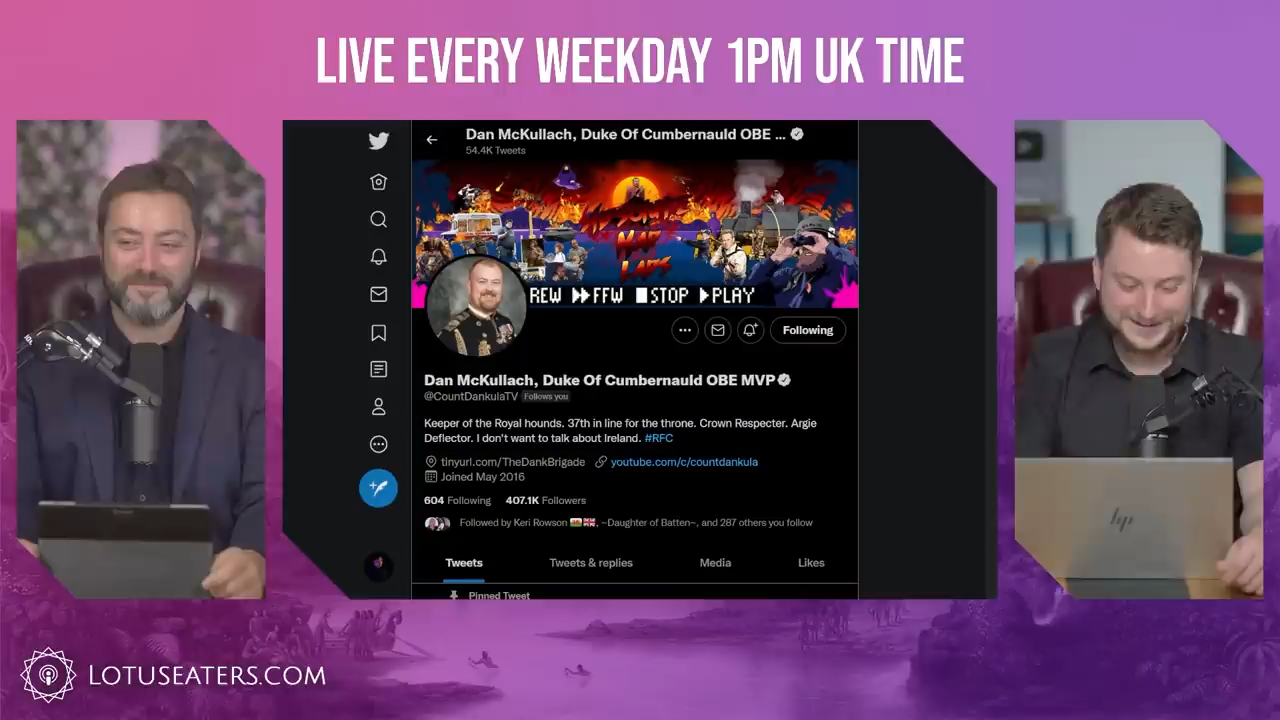 LIVE EVERY WEEKDAY 1PM UK TIME
Dan McKullach, Duke Of Cumbernauld OBE ...
54.4K Tweets
ABSOLUTE
MAD
LADS
REW FFW STOP PLAY
Following
Dan McKullach, Duke Of Cumbernauld OBE MVP
@CountDankulaTV Follows you
Keeper of the Royal hounds. 37th in line for the throne. Crown Respecter. Argie
Deflector. I don't want to talk about Ireland. #RFC
tinyurl.com/TheDankBrigade youtube.com/c/countdankula
Joined May 2016
604 Following 407.1K Followers
Followed by Keri Rowson 🏴󠁧󠁢󠁷󠁬󠁳󠁿🇬🇧, ~Daughter of Batten~, and 287 others you follow
Tweets Tweets & replies Media Likes
Pinned Tweet
hp
LOTUSEATERS.COM